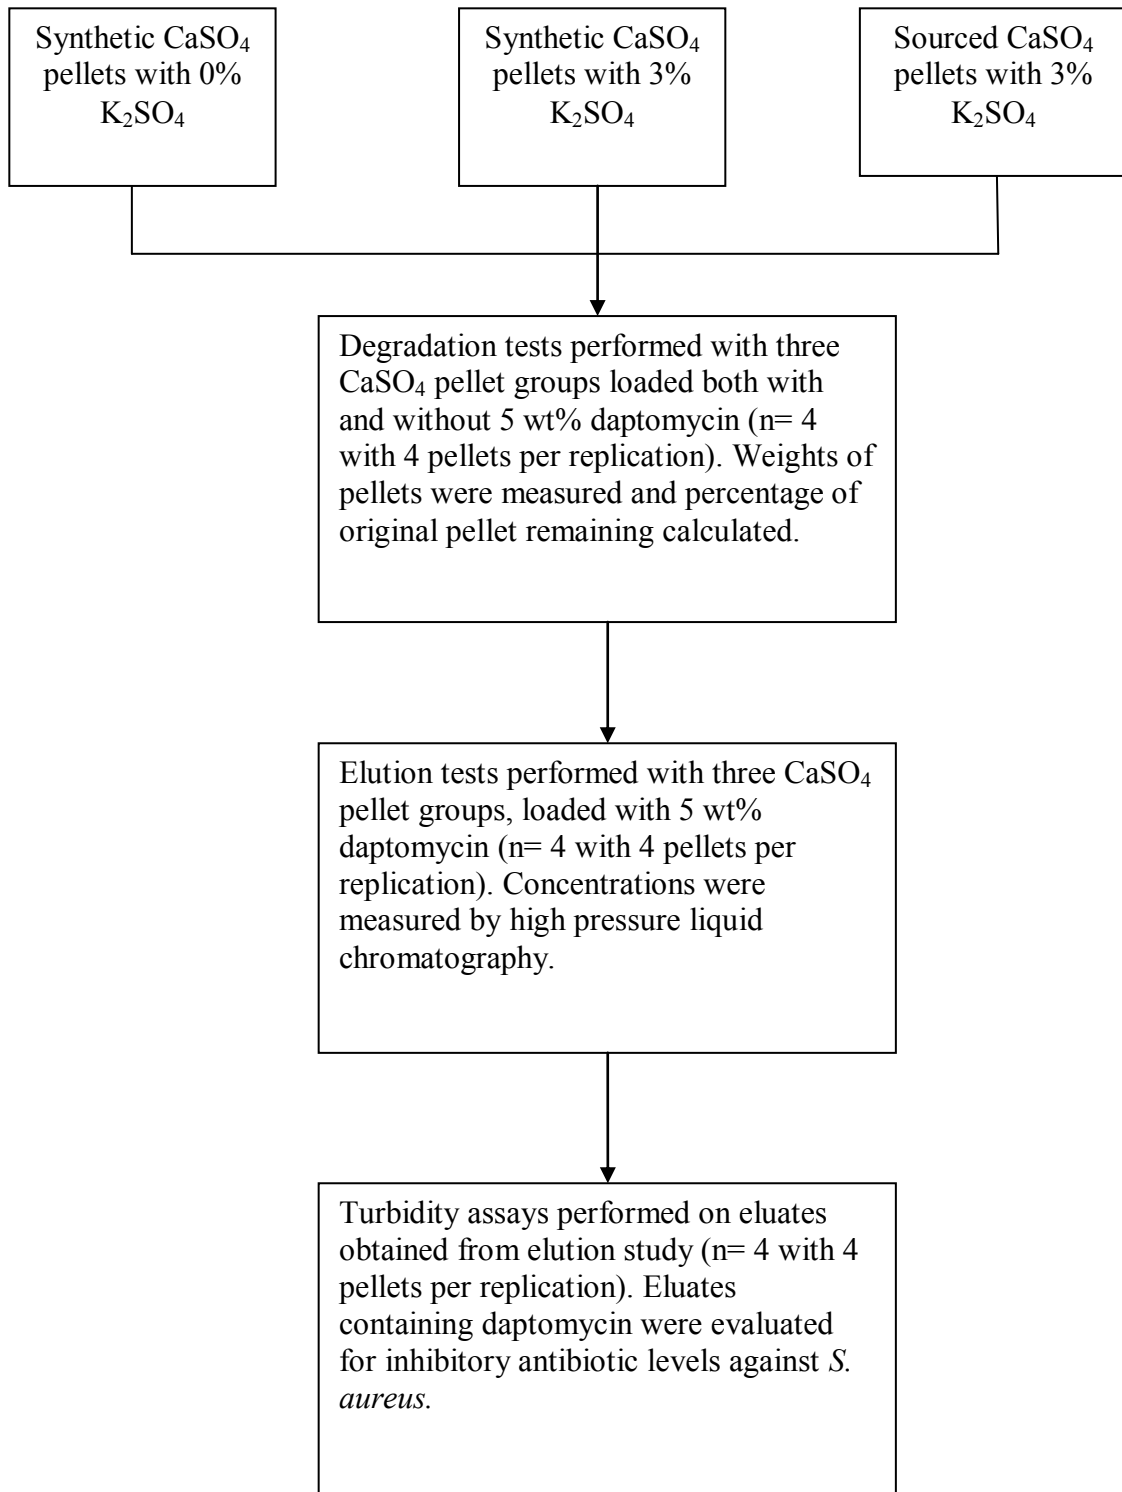 Synthetic CaSO₄
pellets with 0%
K₂SO₄
Synthetic CaSO₄
pellets with 3%
K₂SO₄
Sourced CaSO₄
pellets with 3%
K₂SO₄
Degradation tests performed with three
CaSO₄ pellet groups loaded both with
and without 5 wt% daptomycin (n= 4
with 4 pellets per replication). Weights of
pellets were measured and percentage of
original pellet remaining calculated.
Elution tests performed with three CaSO₄
pellet groups, loaded with 5 wt%
daptomycin (n= 4 with 4 pellets per
replication). Concentrations were
measured by high pressure liquid
chromatography.
Turbidity assays performed on eluates
obtained from elution study (n= 4 with 4
pellets per replication). Eluates
containing daptomycin were evaluated
for inhibitory antibiotic levels against S.
aureus.